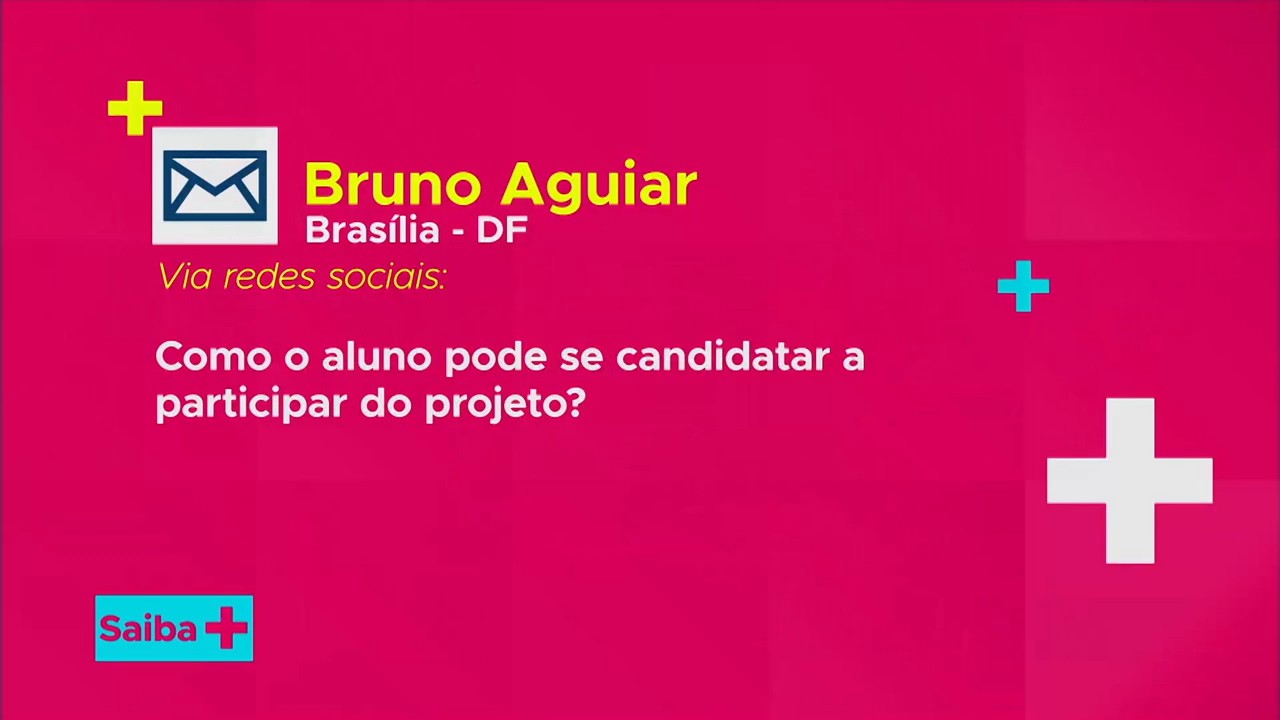 Bruno Aguiar
Brasília - DF
Via redes sociais:
Como o aluno pode se candidatar a
participar do projeto?
Saiba+